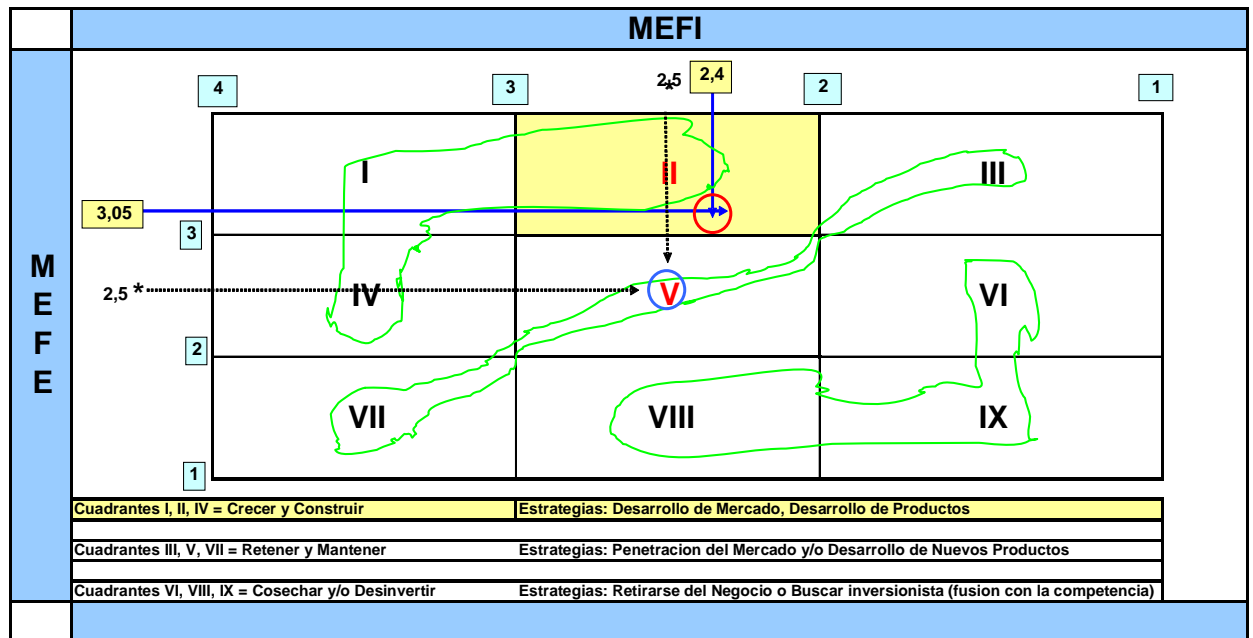 MEFI
4
3
2,5
*
2,4
2
1
I
II
III
3,05
3
M
E
F
E
2,5 *
IV
V
VI
2
VII
VIII
IX
1
Cuadrantes I, II, IV = Crecer y Construir
Estrategias: Desarrollo de Mercado, Desarrollo de Productos
Cuadrantes III, V, VII = Retener y Mantener
Estrategias: Penetracion del Mercado y/o Desarrollo de Nuevos Productos
Cuadrantes VI, VIII, IX = Cosechar y/o Desinvertir
Estrategias: Retirarse del Negocio o Buscar inversionista (fusion con la competencia)